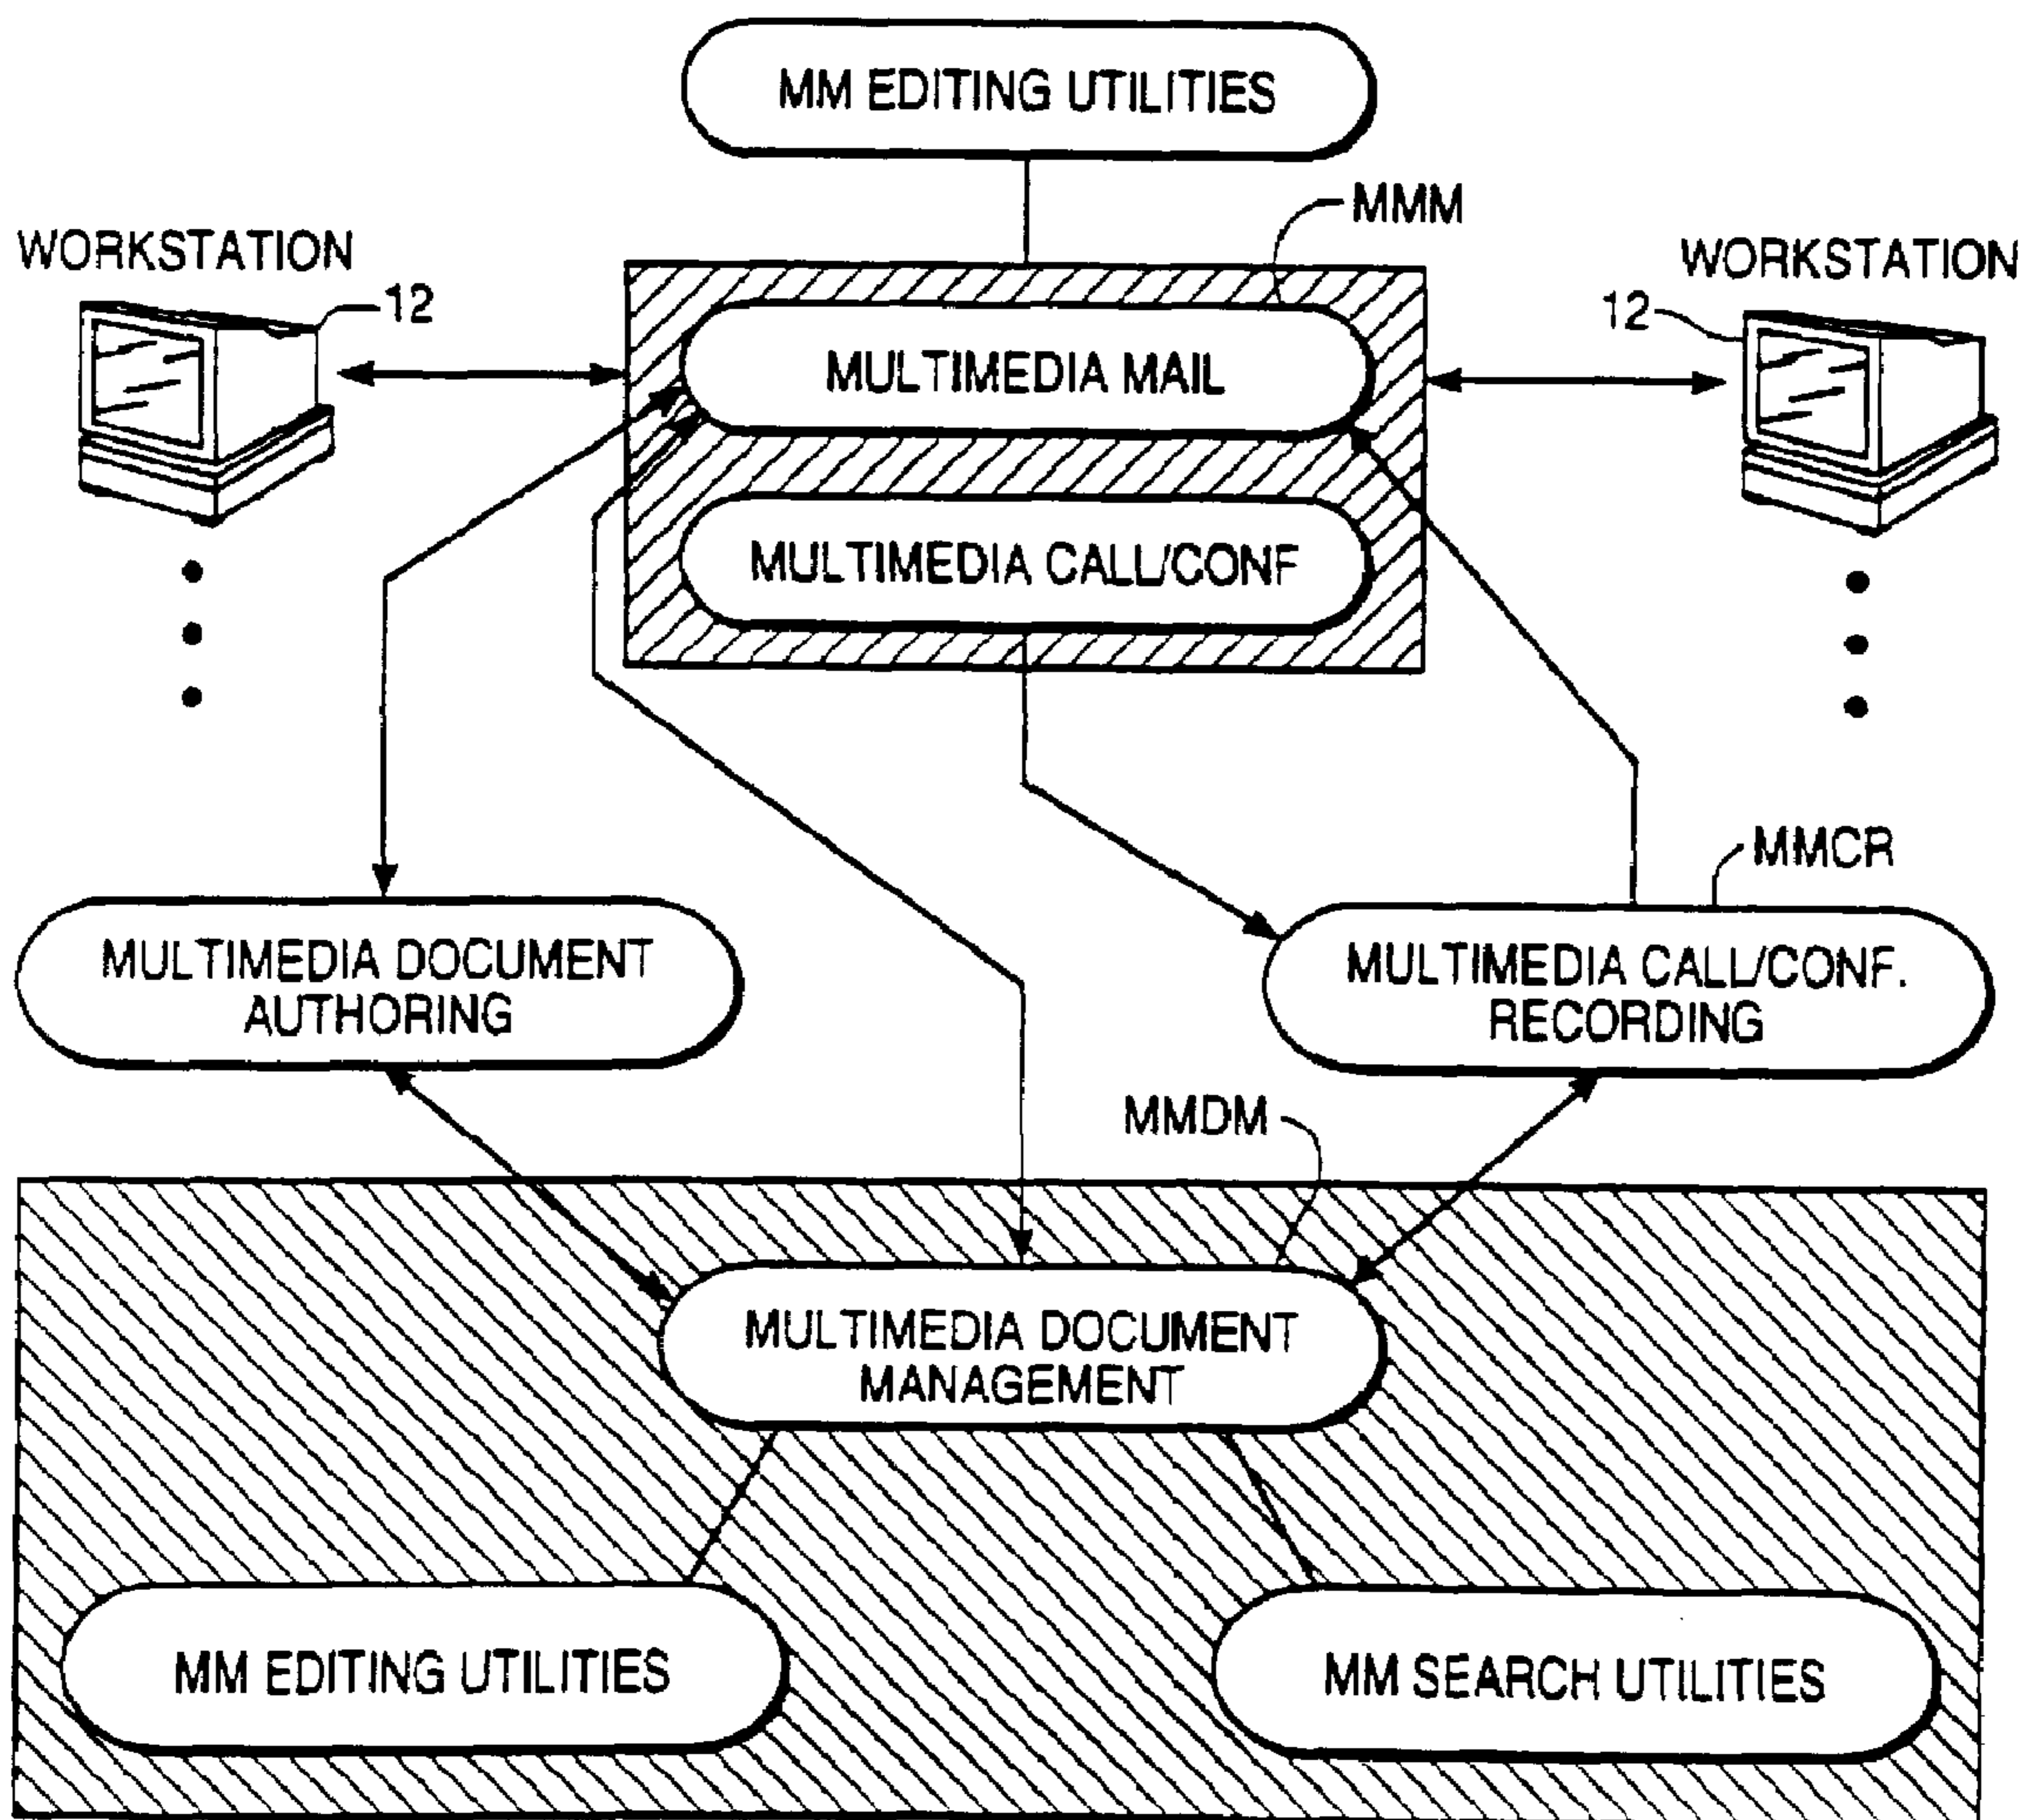 MM EDITING UTILITIES
MMM
WORKSTATION
WORKSTATION
12
12
MULTIMEDIA MAIL
MULTIMEDIA CALL/CONF
MMCR
MULTIMEDIA DOCUMENT
AUTHORING
MULTIMEDIA CALL/CONF.
RECORDING
MMDM
MULTIMEDIA DOCUMENT
MANAGEMENT
MM EDITING UTILITIES
MM SEARCH UTILITIES